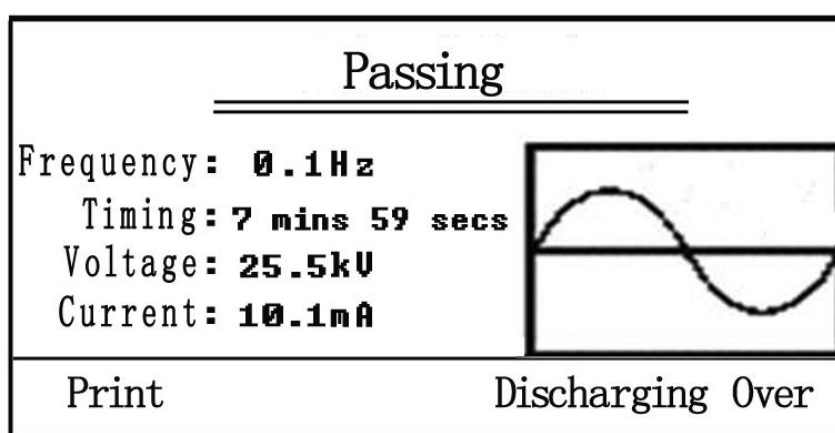 Passing
Frequency: 0.1Hz
Timing: 7 mins 59 secs
Voltage: 25.5kV
Current: 10.1mA
Print
Discharging Over